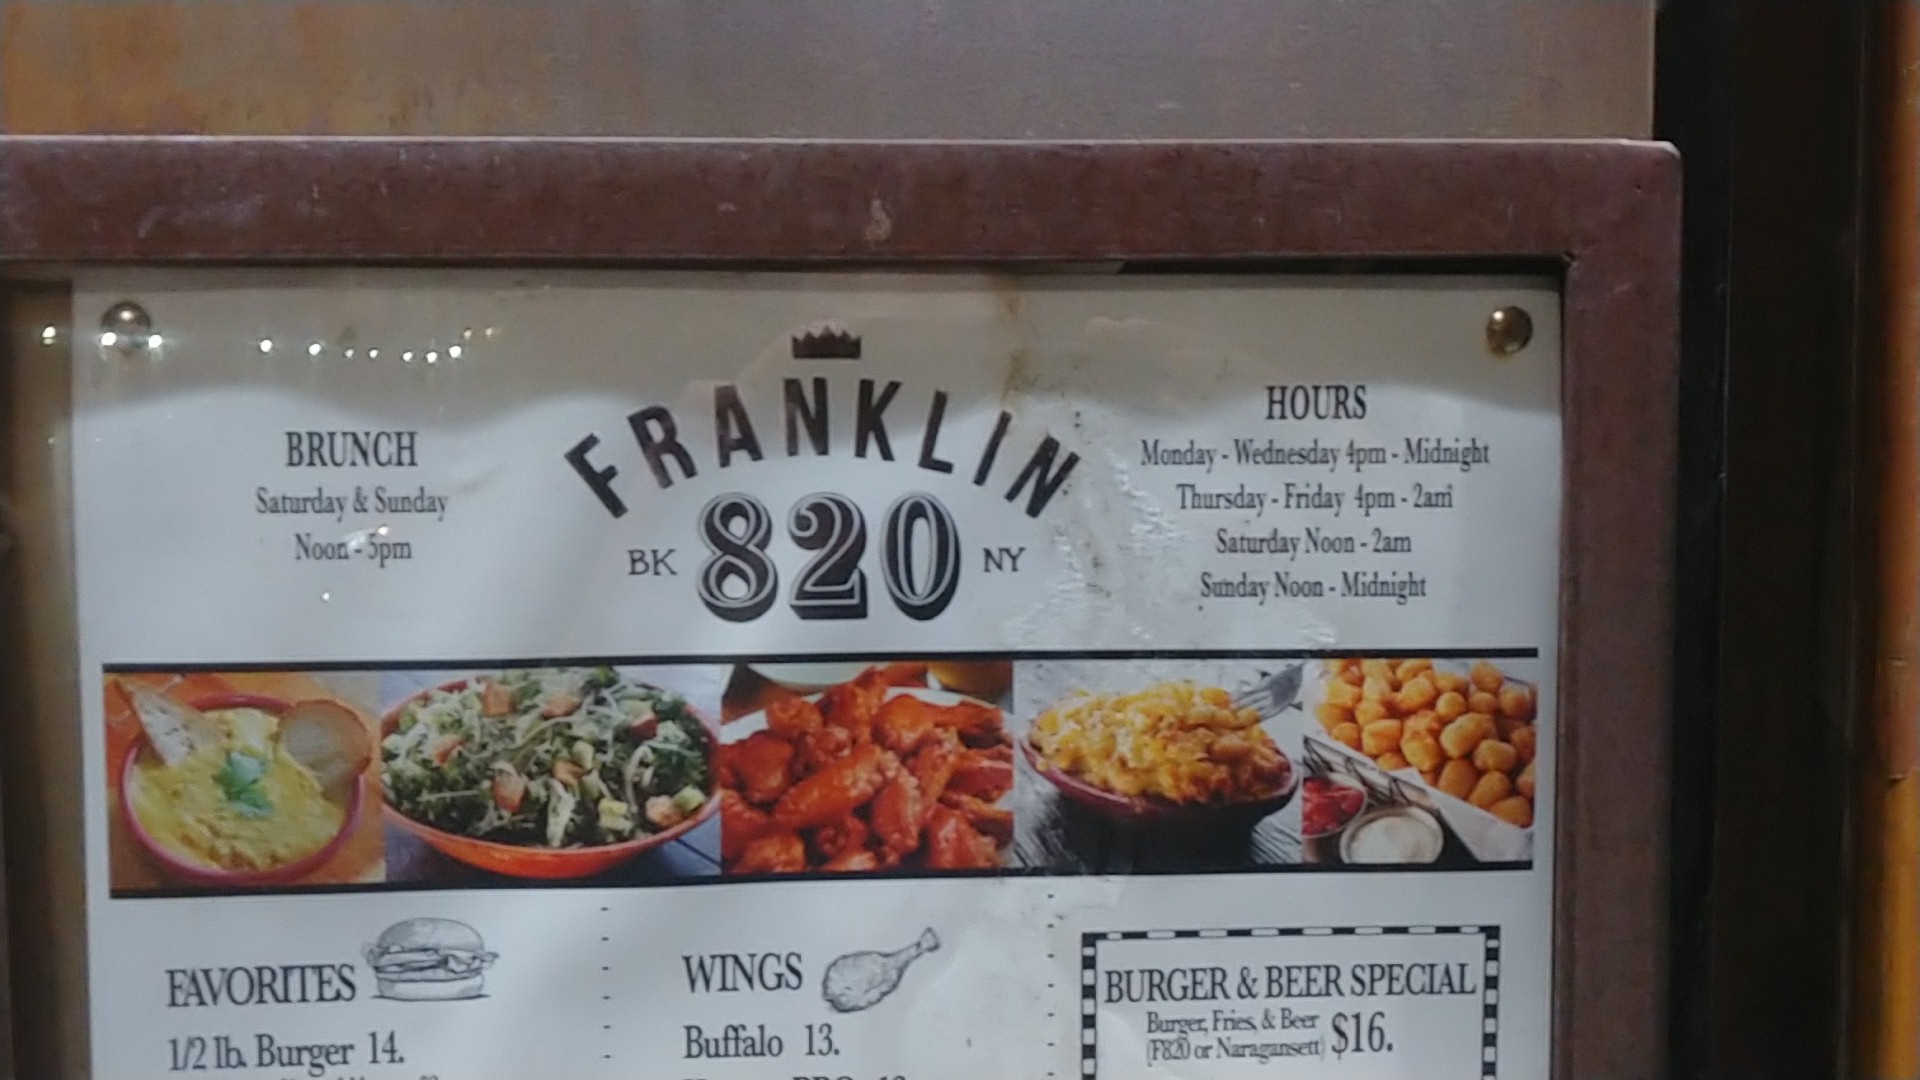 BRUNCH
Saturday & Sunday
Noon - 5pm
FRANKLIN
BK 820 NY
HOURS
Monday - Wednesday 4pm - Midnight
Thursday - Friday 4pm - 2am
Saturday Noon - 2am
Sunday Noon - Midnight
FAVORITES
1/2 lb. Burger 14.
WINGS
Buffalo 13.
BURGER & BEER SPECIAL
Burger, Fries, & Beer
(F820 or Naragansett) $16.